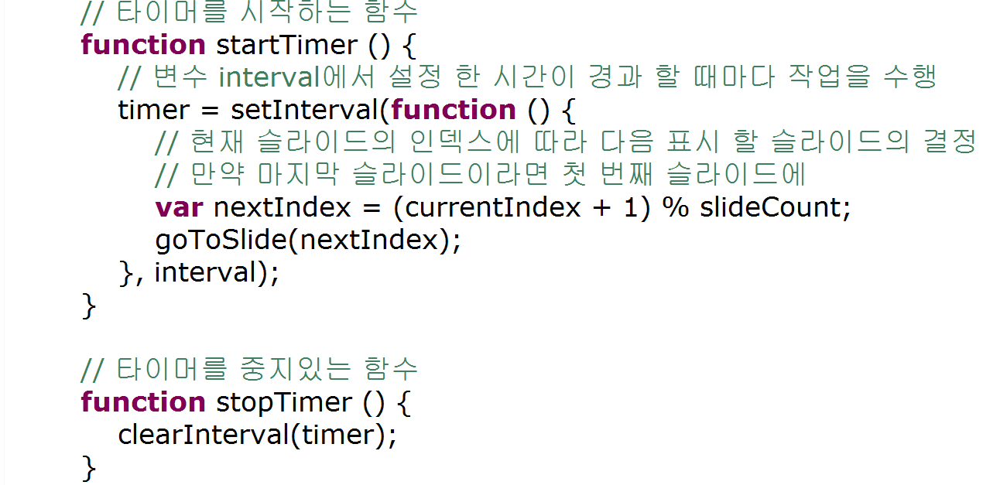 // 타이머를 시작하는 함수
function startTimer () {
// 변수 interval에서 설정 한 시간이 경과 할 때마다 작업을 수행
timer = setInterval(function () {
// 현재 슬라이드의 인덱스에 따라 다음 표시 할 슬라이드의 결정
// 만약 마지막 슬라이드이라면 첫 번째 슬라이드에
var nextIndex = (currentIndex + 1) % slideCount;
goToSlide(nextIndex);
}, interval);
}
// 타이머를 중지있는 함수
function stopTimer () {
clearInterval(timer);
}